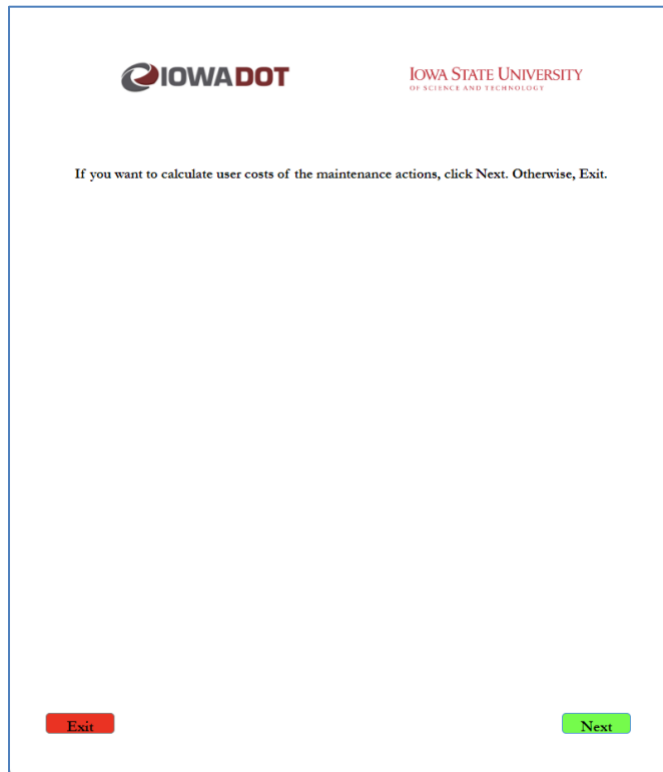 IOWADOT
IOWA STATE UNIVERSITY
OF SCIENCE AND TECHNOLOGY
If you want to calculate user costs of the maintenance actions, click Next. Otherwise, Exit.
Exit
Next